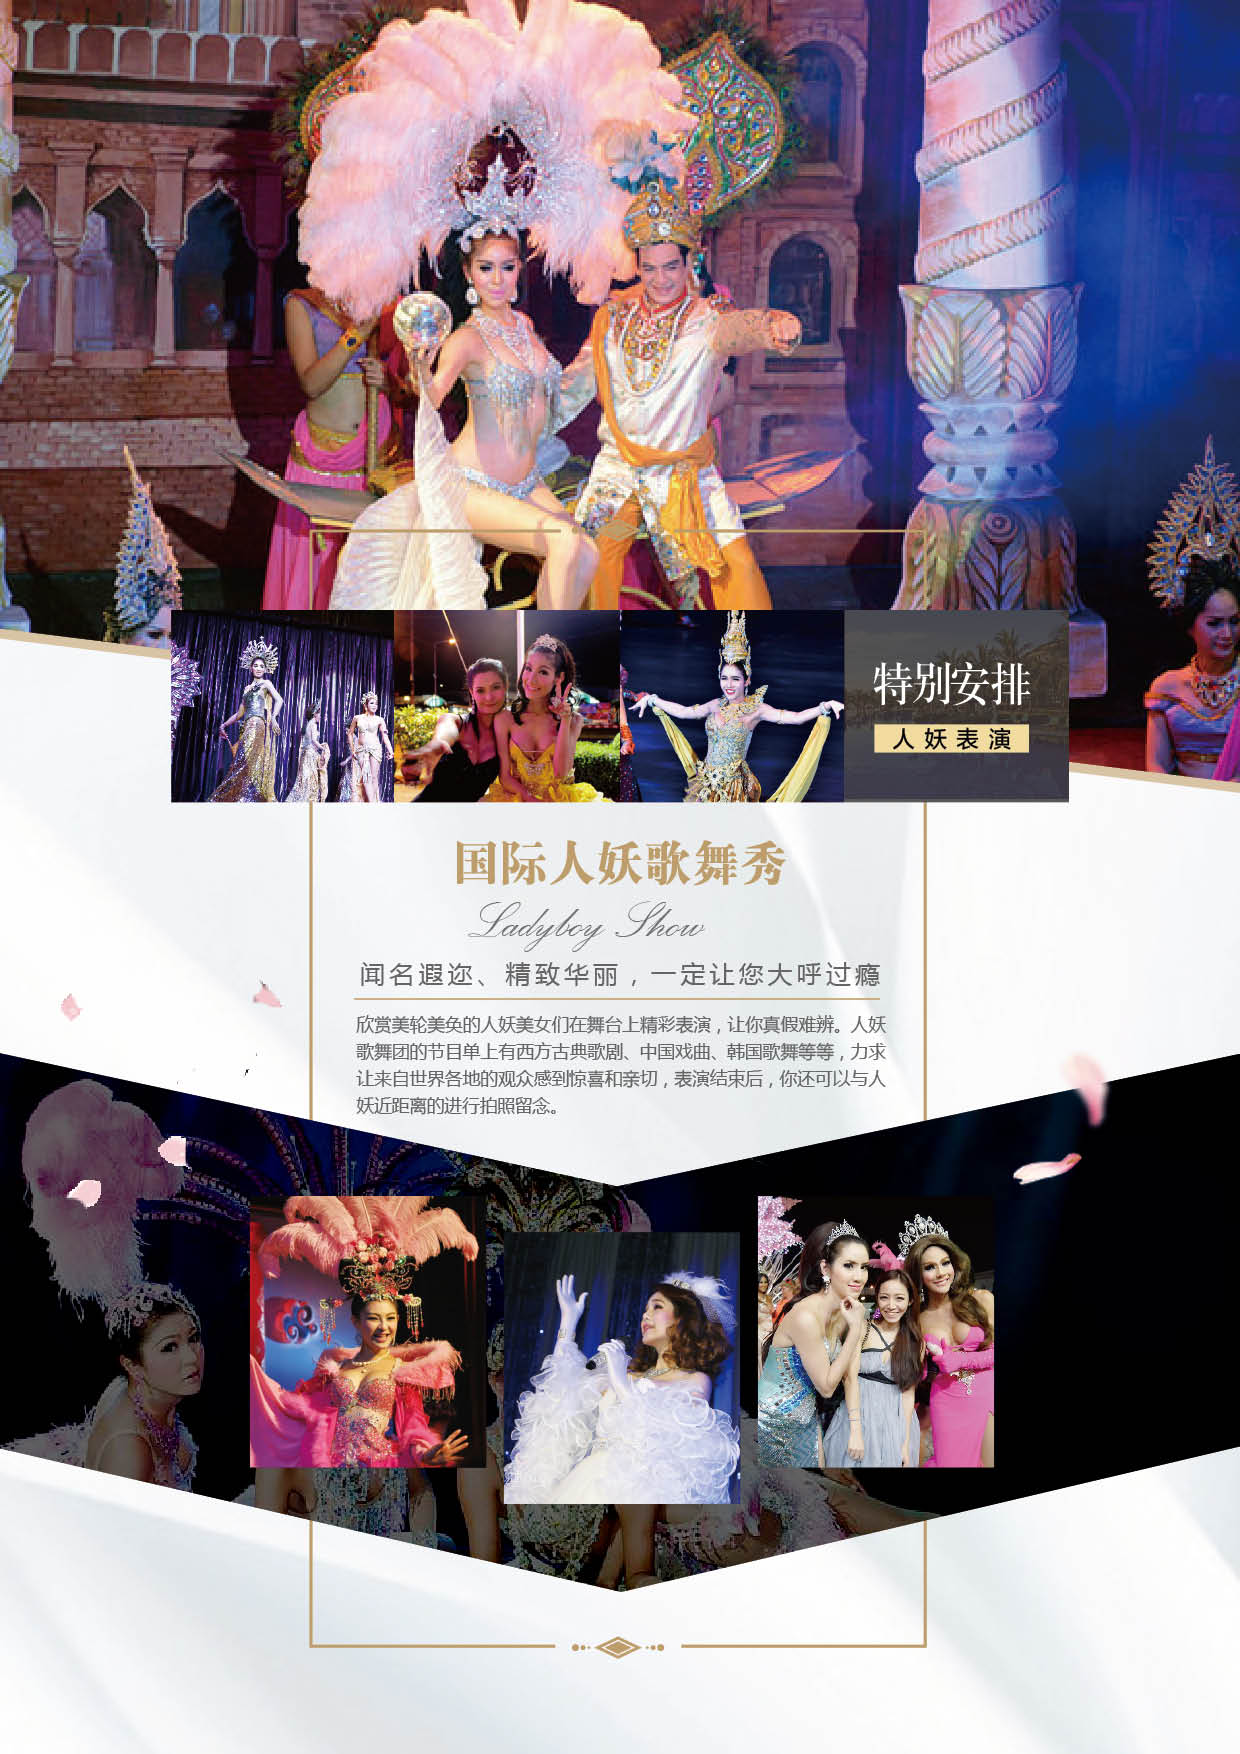 特别安排
人妖表演
国际人妖歌舞秀
Ladyboy Show
闻名遐迩、精致华丽，一定让您大呼过瘾
欣赏美轮美奂的人妖美女们在舞台上精彩表演，让你真假难辨。人妖
歌舞团的节目单上有西方古典歌剧、中国戏曲、韩国歌舞等等，力求
让来自世界各地的观众感到惊喜和亲切，表演结束后，你还可以与人
妖近距离的进行拍照留念。